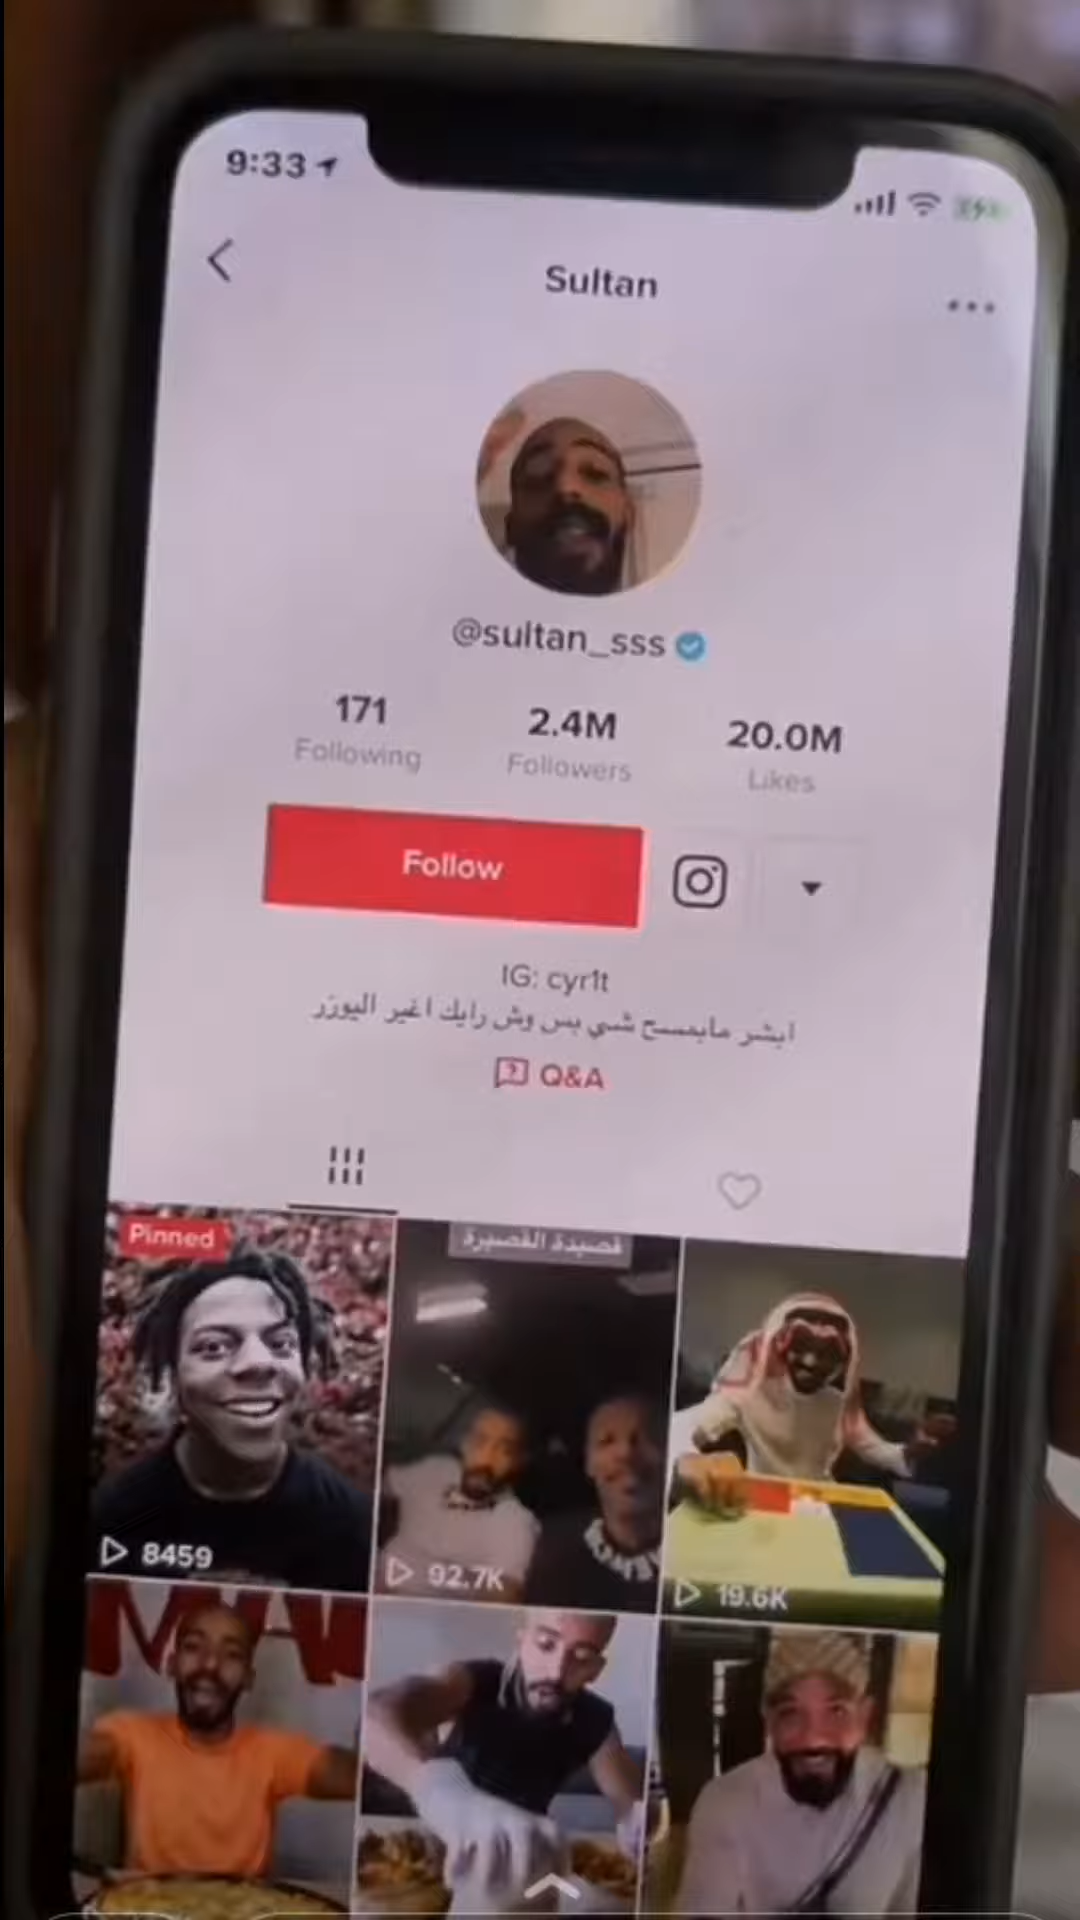 9:33
Sultan
@sultan_sss
171
Following
2.4M
Followers
20.0M
Likes
Follow
IG: cyr1t
ابشر مابمسح شي بس وش رايك اغير اليوزر
Q&A
Pinned
قصيدة القصيرة
8459
92.7K
19.6K